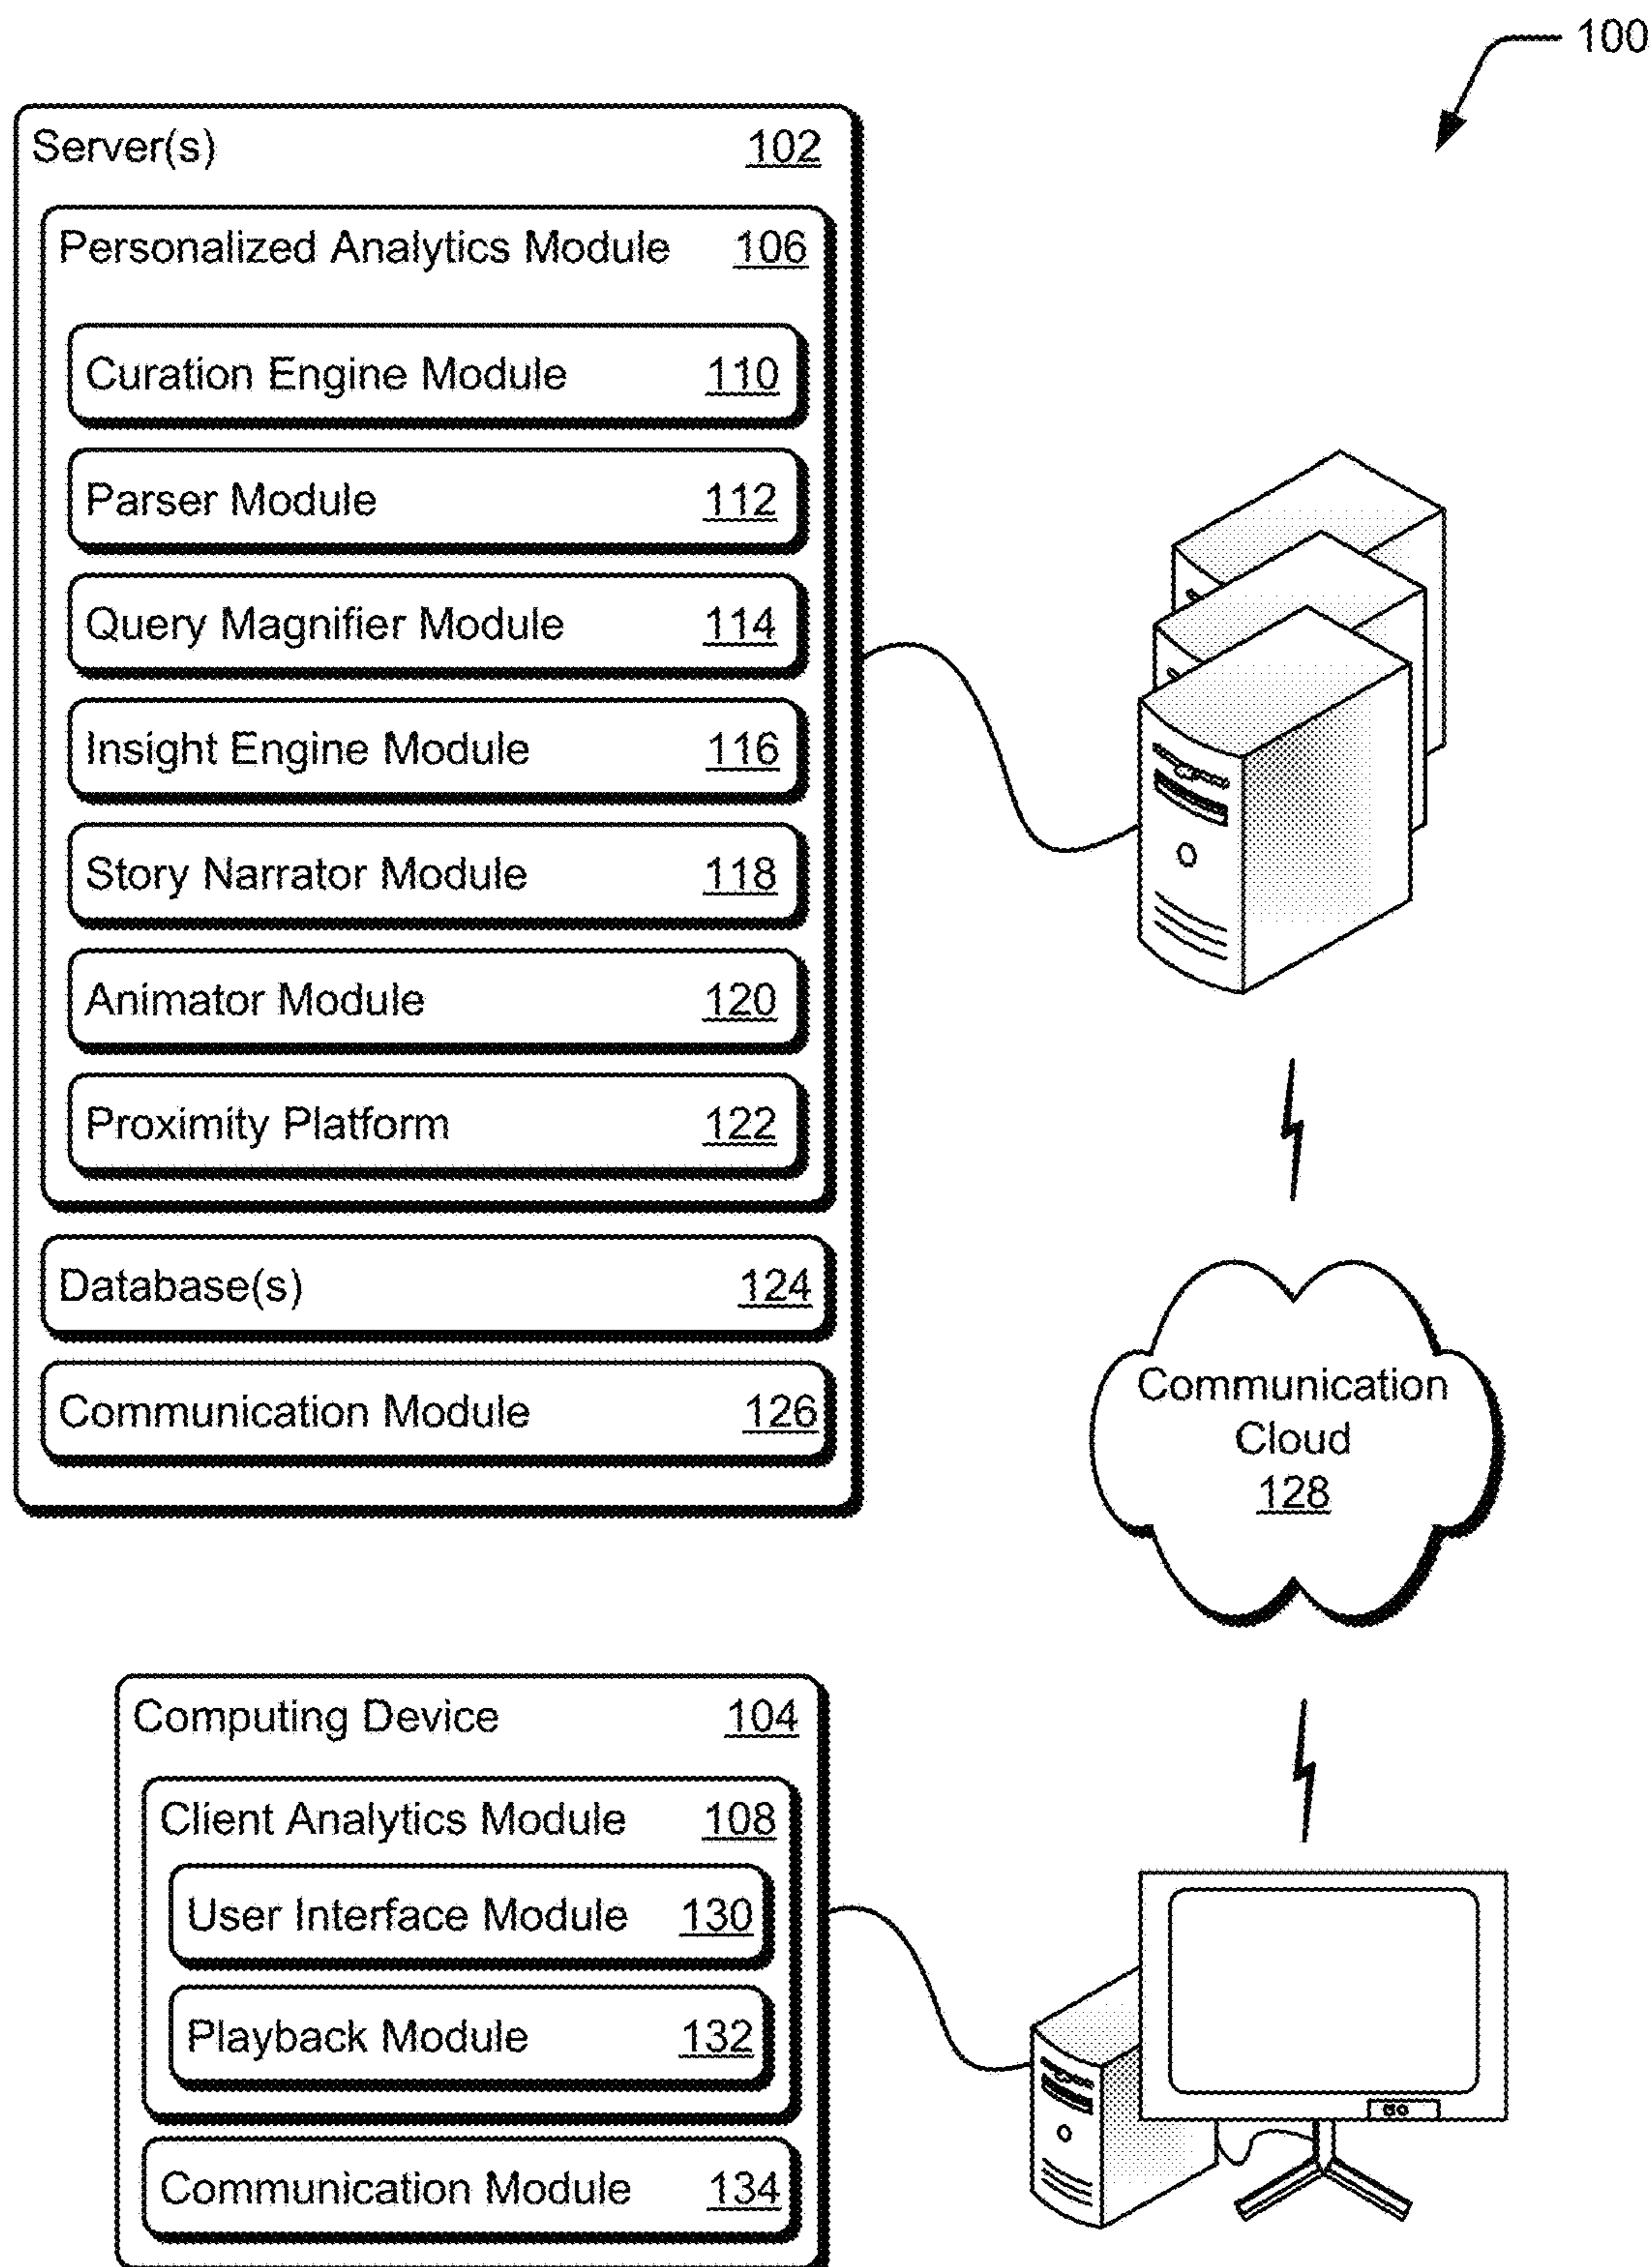 100
Server(s) 102
Personalized Analytics Module 106
Curation Engine Module 110
Parser Module 112
Query Magnifier Module 114
Insight Engine Module 116
Story Narrator Module 118
Animator Module 120
Proximity Platform 122
Database(s) 124
Communication Module 126
Communication
Cloud
128
Computing Device 104
Client Analytics Module 108
User Interface Module 130
Playback Module 132
Communication Module 134